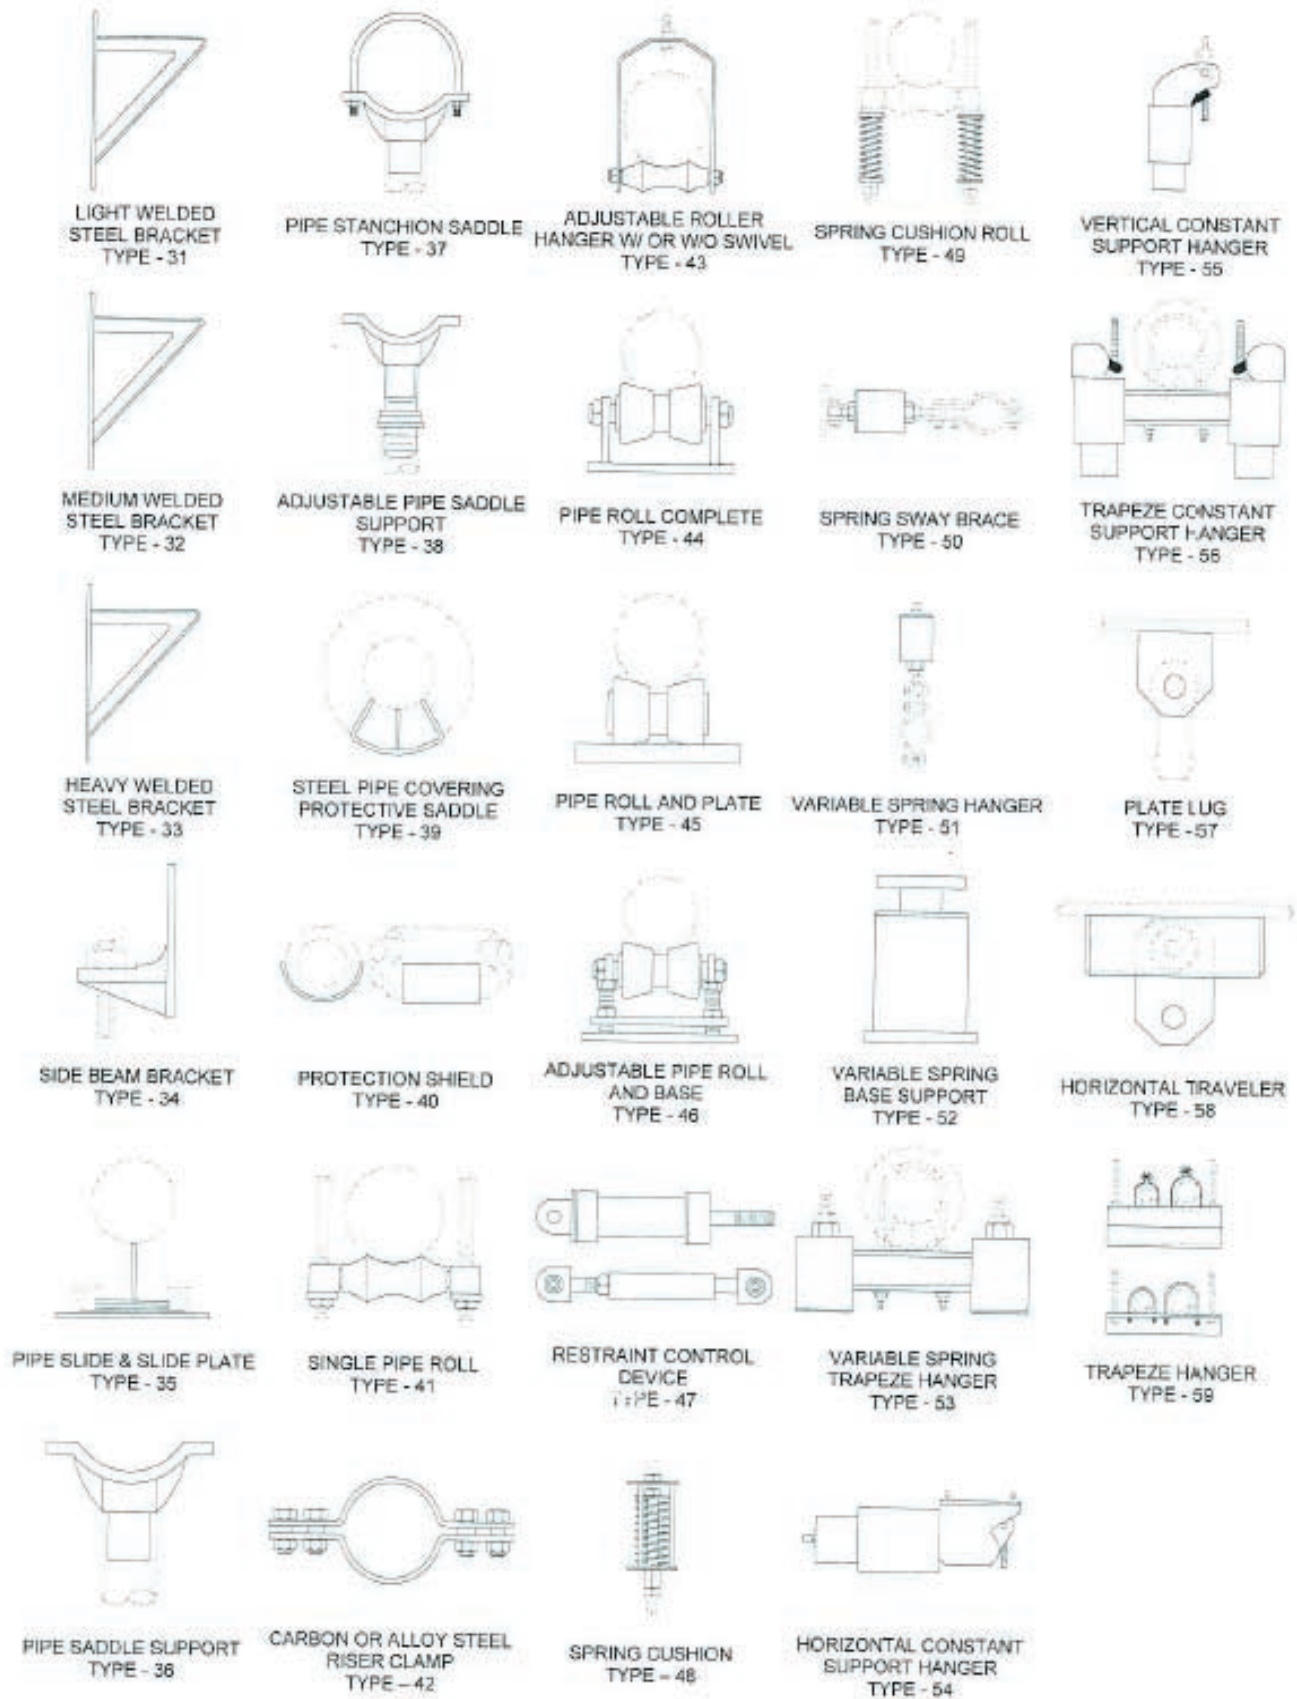 LIGHT WELDED
STEEL BRACKET
TYPE - 31
PIPE STANCHION SADDLE
TYPE - 37
ADJUSTABLE ROLLER
HANGER W/ OR W/O SWIVEL
TYPE - 43
SPRING CUSHION ROLL
TYPE - 49
VERTICAL CONSTANT
SUPPORT HANGER
TYPE - 55
MEDIUM WELDED
STEEL BRACKET
TYPE - 32
ADJUSTABLE PIPE SADDLE
SUPPORT
TYPE - 38
PIPE ROLL COMPLETE
TYPE - 44
SPRING SWAY BRACE
TYPE - 50
TRAPEZE CONSTANT
SUPPORT HANGER
TYPE - 56
HEAVY WELDED
STEEL BRACKET
TYPE - 33
STEEL PIPE COVERING
PROTECTIVE SADDLE
TYPE - 39
PIPE ROLL AND PLATE
TYPE - 45
VARIABLE SPRING HANGER
TYPE - 51
PLATE LUG
TYPE - 57
SIDE BEAM BRACKET
TYPE - 34
PROTECTION SHIELD
TYPE - 40
ADJUSTABLE PIPE ROLL
AND BASE
TYPE - 46
VARIABLE SPRING
BASE SUPPORT
TYPE - 52
HORIZONTAL TRAVELER
TYPE - 58
PIPE SLIDE & SLIDE PLATE
TYPE - 35
SINGLE PIPE ROLL
TYPE - 41
RESTRAINT CONTROL
DEVICE
TYPE - 47
VARIABLE SPRING
TRAPEZE HANGER
TYPE - 53
TRAPEZE HANGER
TYPE - 59
PIPE SADDLE SUPPORT
TYPE - 36
CARBON OR ALLOY STEEL
RISER CLAMP
TYPE - 42
SPRING CUSHION
TYPE - 48
HORIZONTAL CONSTANT
SUPPORT HANGER
TYPE - 54